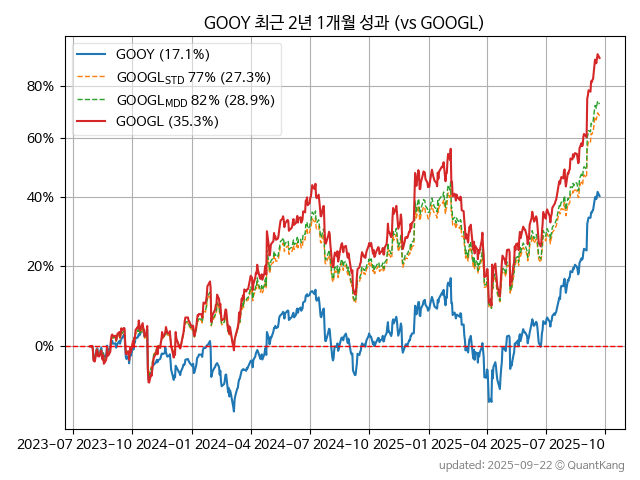 GOOY 최근 2년 1개월 성과 (vs GOOGL)
GOOY (17.1%)
GOOGL_STD 77% (27.3%)
GOOGL_MDD 82% (28.9%)
GOOGL (35.3%)
80%
60%
40%
20%
0%
2023-07 2023-10 2024-01 2024-04 2024-07 2024-10 2025-01 2025-04 2025-07 2025-10
updated: 2025-09-22 © QuantKang